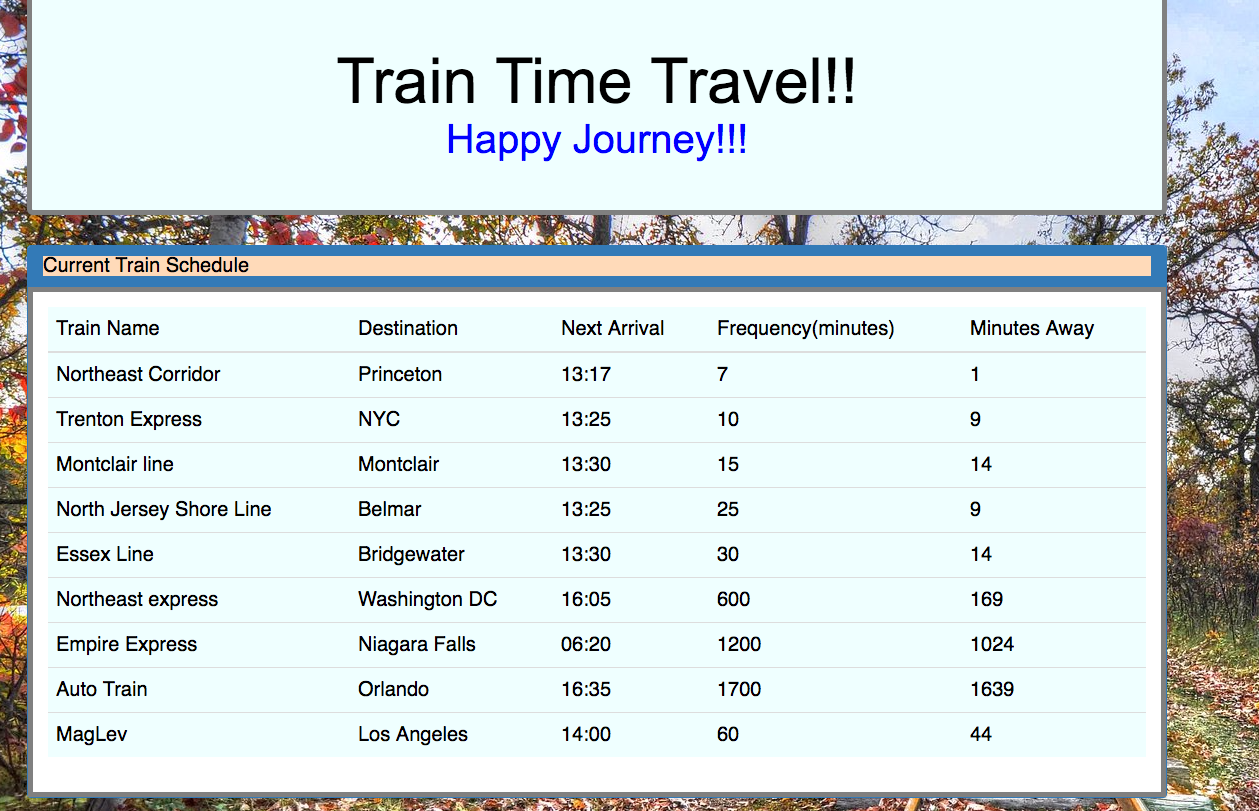 Train Time Travel!!
Happy Journey!!!
Current Train Schedule
Train Name Destination Next Arrival Frequency(minutes) Minutes Away
Northeast Corridor Princeton 13:17 7 1
Trenton Express NYC 13:25 10 9
Montclair line Montclair 13:30 15 14
North Jersey Shore Line Belmar 13:25 25 9
Essex Line Bridgewater 13:30 30 14
Northeast express Washington DC 16:05 600 169
Empire Express Niagara Falls 06:20 1200 1024
Auto Train Orlando 16:35 1700 1639
MagLev Los Angeles 14:00 60 44